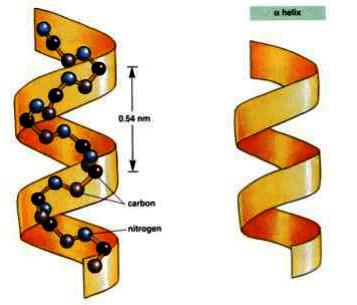 α helix
0.54 nm
carbon
nitrogen